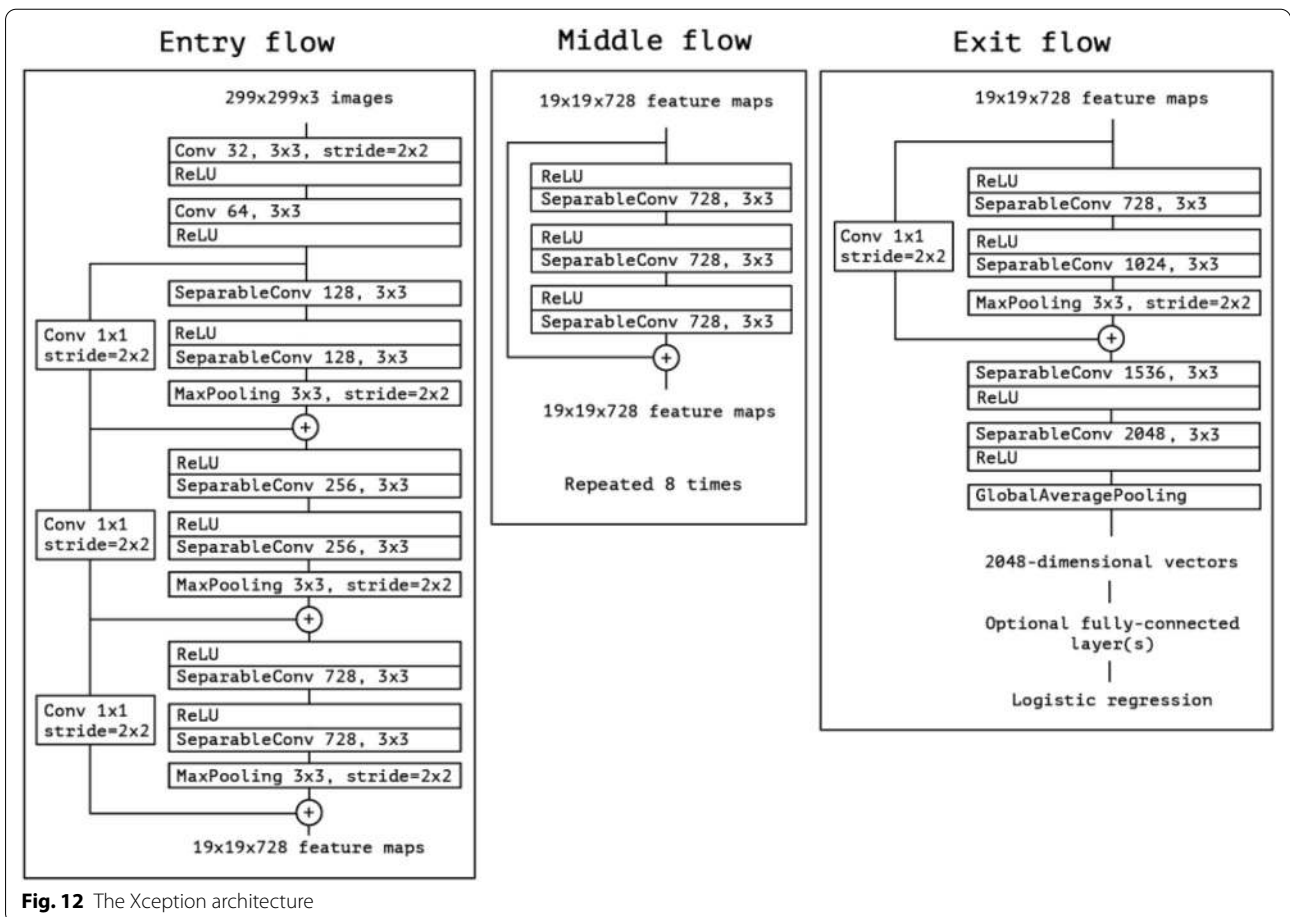 Entry flow
299x299x3 images
Conv 32, 3x3, stride=2x2
ReLU
Conv 64, 3x3
ReLU
SeparableConv 128, 3x3
Conv 1x1
stride=2x2
ReLU
SeparableConv 128, 3x3
MaxPooling 3x3, stride=2x2
+
ReLU
SeparableConv 256, 3x3
Conv 1x1
stride=2x2
ReLU
SeparableConv 256, 3x3
MaxPooling 3x3, stride=2x2
+
ReLU
SeparableConv 728, 3x3
Conv 1x1
stride=2x2
ReLU
SeparableConv 728, 3x3
MaxPooling 3x3, stride=2x2
+
19x19x728 feature maps
Middle flow
19x19x728 feature maps
ReLU
SeparableConv 728, 3x3
ReLU
SeparableConv 728, 3x3
ReLU
SeparableConv 728, 3x3
+
19x19x728 feature maps
Repeated 8 times
Exit flow
19x19x728 feature maps
ReLU
SeparableConv 728, 3x3
Conv 1x1
stride=2x2
ReLU
SeparableConv 1024, 3x3
MaxPooling 3x3, stride=2x2
+
SeparableConv 1536, 3x3
ReLU
SeparableConv 2048, 3x3
ReLU
GlobalAveragePooling
2048-dimensional vectors
Optional fully-connected
layer(s)
Logistic regression
Fig. 12 The Xception architecture